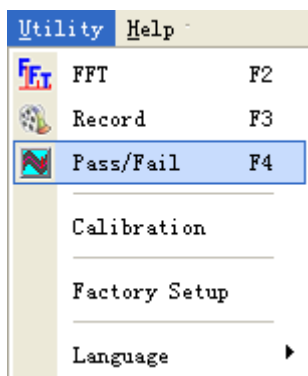 Utility Help
FFT F2
Record F3
Pass/Fail F4
Calibration
Factory Setup
Language